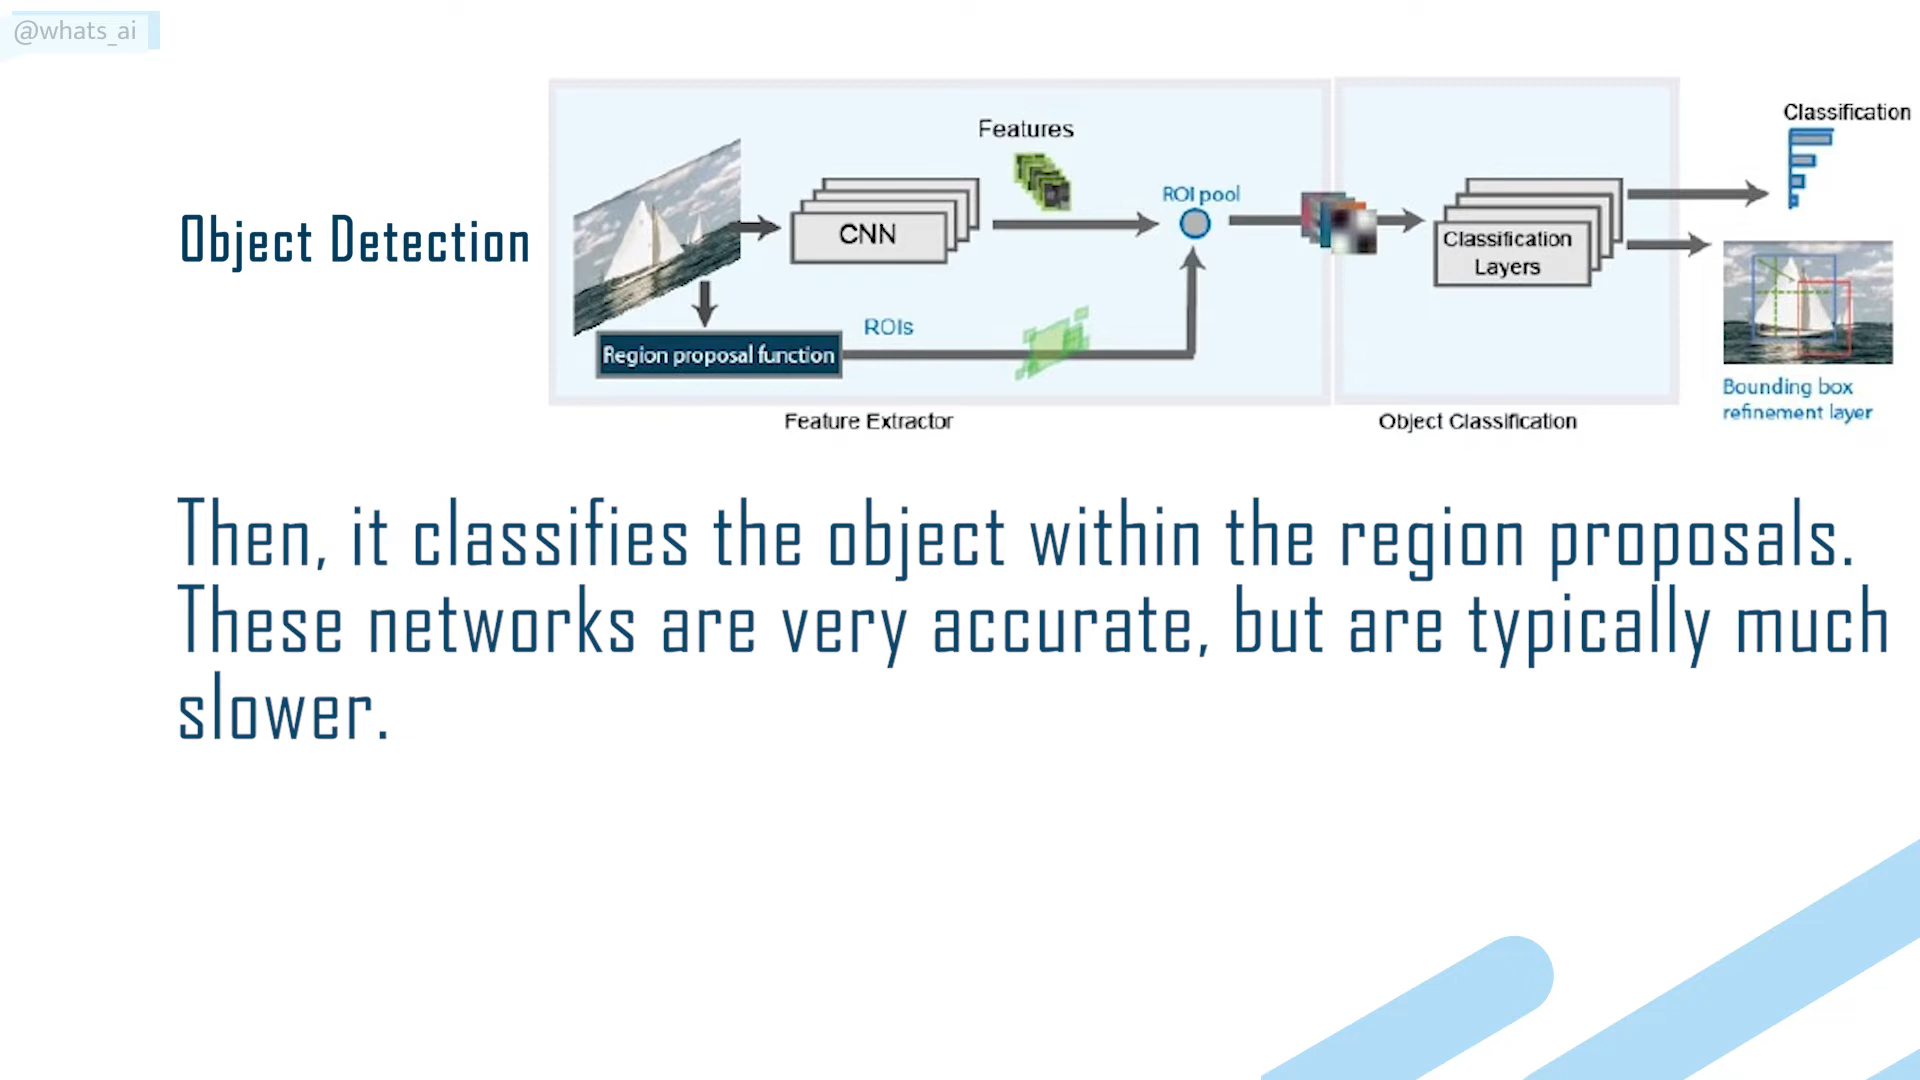 @whats_ai
Object Detection
Features
Classification
ROI pool
CNN
Classification
Layers
ROIs
Region proposal function
Bounding box
refinement layer
Feature Extractor
Object Classification
Then, it classifies the object within the region proposals.
These networks are very accurate, but are typically much
slower.